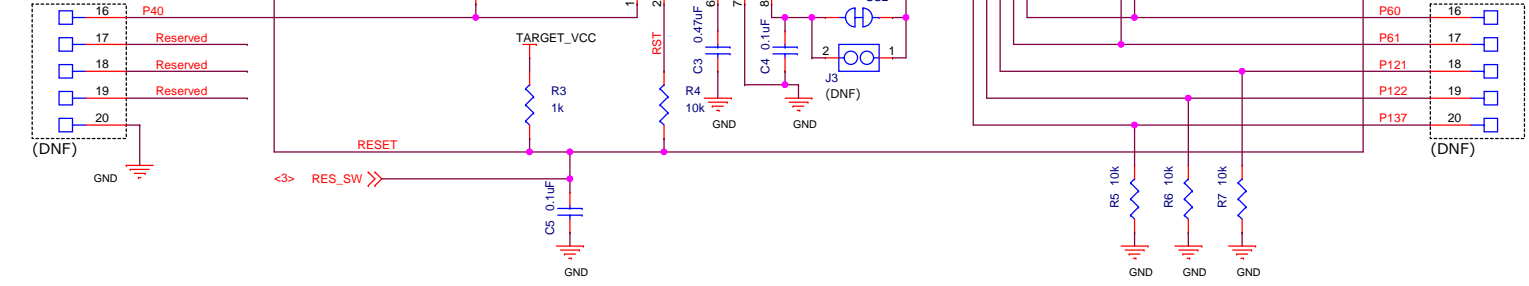 16 P40
17 Reserved
18 Reserved
19 Reserved
20
(DNF)
GND
TARGET_VCC
R3
1k
1
2
RST
R4
10k
6
C3 0.47uF
GND
7
8
C4 0.1uF
GND
2 1
J3
(DNF)
RESET
<3> RES_SW
C5 0.1uF
GND
P60 16
P61 17
P121 18
P122 19
P137 20
(DNF)
R5 10k
R6 10k
R7 10k
GND
GND
GND